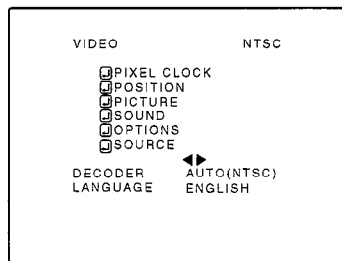 VIDEO NTSC
PIXEL CLOCK
POSITION
PICTURE
SOUND
OPTIONS
SOURCE
DECODER AUTO(NTSC)
LANGUAGE ENGLISH